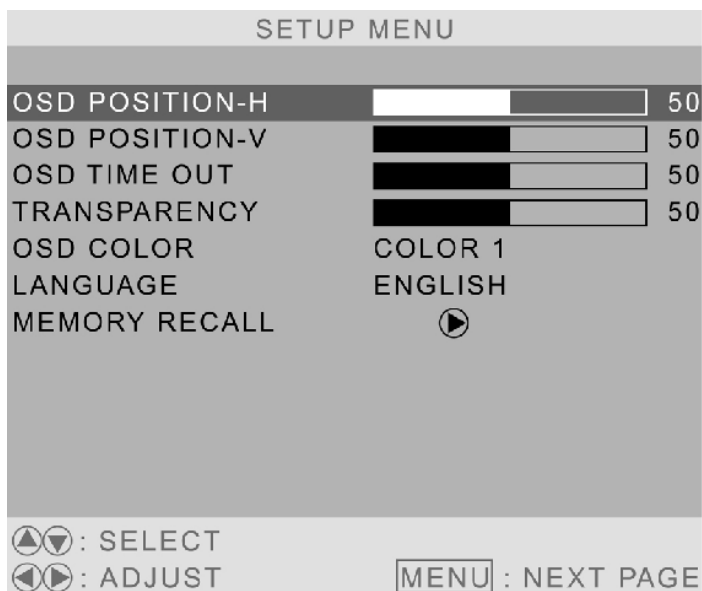 SETUP MENU
OSD POSITION-H 50
OSD POSITION-V 50
OSD TIME OUT 50
TRANSPARENCY 50
OSD COLOR COLOR 1
LANGUAGE ENGLISH
MEMORY RECALL
: SELECT
: ADJUST MENU : NEXT PAGE